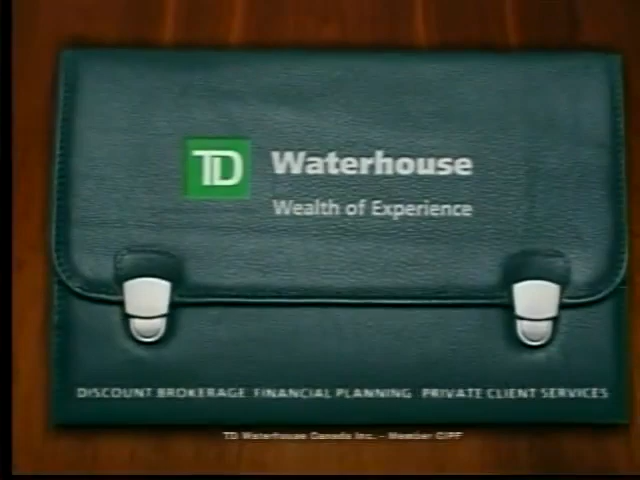 TD Waterhouse
Wealth of Experience
DISCOUNT BROKERAGE FINANCIAL PLANNING PRIVATE CLIENT SERVICES
TD Waterhouse Canada Inc. - Member CIPF